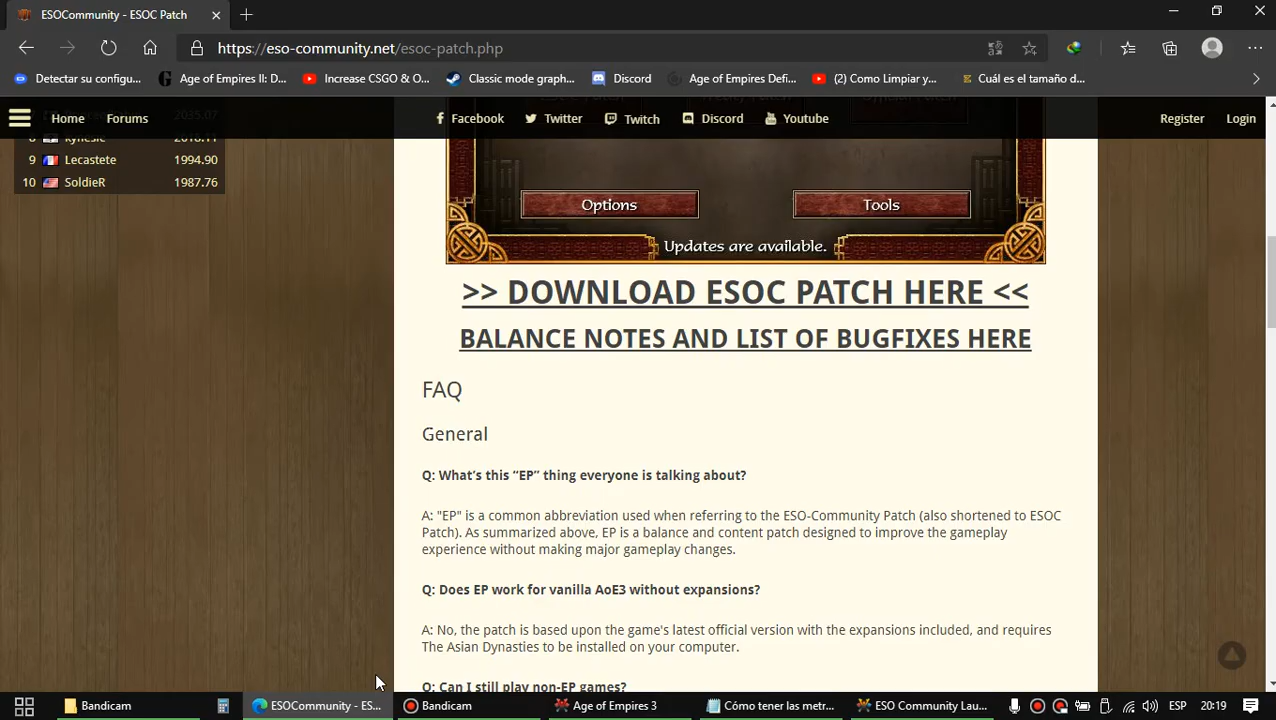 ESOCommunity - ESOC Patch
https://eso-community.net/esoc-patch.php
Detectar su configu...
Age of Empires II: D...
Increase CSGO & O...
Classic mode graph...
Discord
Age of Empires Defi...
(2) Como Limpiar y...
Cuál es el tamaño d...
Home
Forums
Facebook
Twitter
Twitch
Discord
Youtube
Register
Login
2035.07
8 kynesie 2018.11
9 Lecastete 1994.90
10 SoldieR 1987.76
Options
Tools
Updates are available.
>> DOWNLOAD ESOC PATCH HERE <<
BALANCE NOTES AND LIST OF BUGFIXES HERE
FAQ
General
Q: What's this “EP” thing everyone is talking about?
A: "EP" is a common abbreviation used when referring to the ESO-Community Patch (also shortened to ESOC
Patch). As summarized above, EP is a balance and content patch designed to improve the gameplay
experience without making major gameplay changes.
Q: Does EP work for vanilla AoE3 without expansions?
A: No, the patch is based upon the game's latest official version with the expansions included, and requires
The Asian Dynasties to be installed on your computer.
Q: Can I still play non-EP games?
Bandicam
ESOCommunity - ES...
Bandicam
Age of Empires 3
Cómo tener las metr...
ESO Community Lau...
ESP
20:19